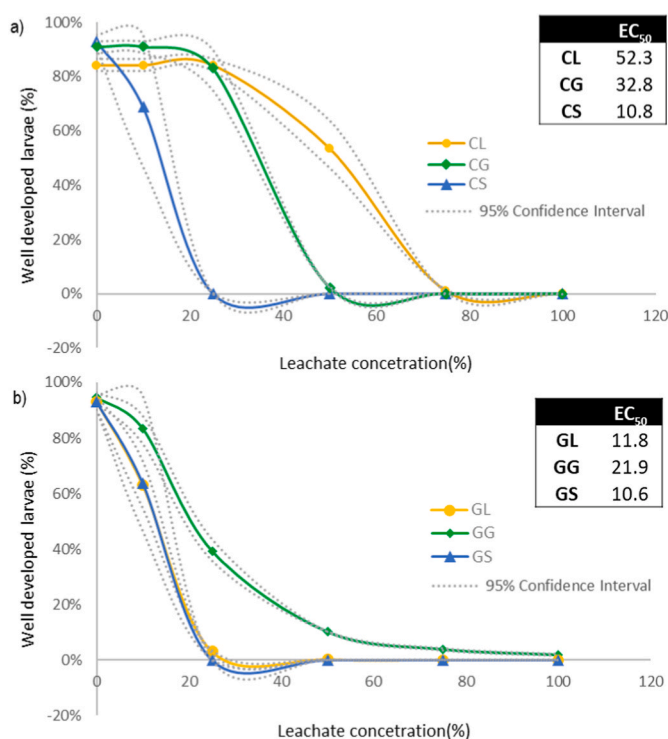 a)
100%
80%
60%
40%
20%
0%
-20%
Well developed larvae (%)
0
20
40
60
80
100
120
Leachate concetration(%)
CL
CG
CS
95% Confidence Interval
EC50
CL 52.3
CG 32.8
CS 10.8
b)
100%
80%
60%
40%
20%
0%
-20%
Well developed larvae (%)
0
20
40
60
80
100
120
Leachate concetration(%)
GL
GG
GS
95% Confidence Interval
EC50
GL 11.8
GG 21.9
GS 10.6